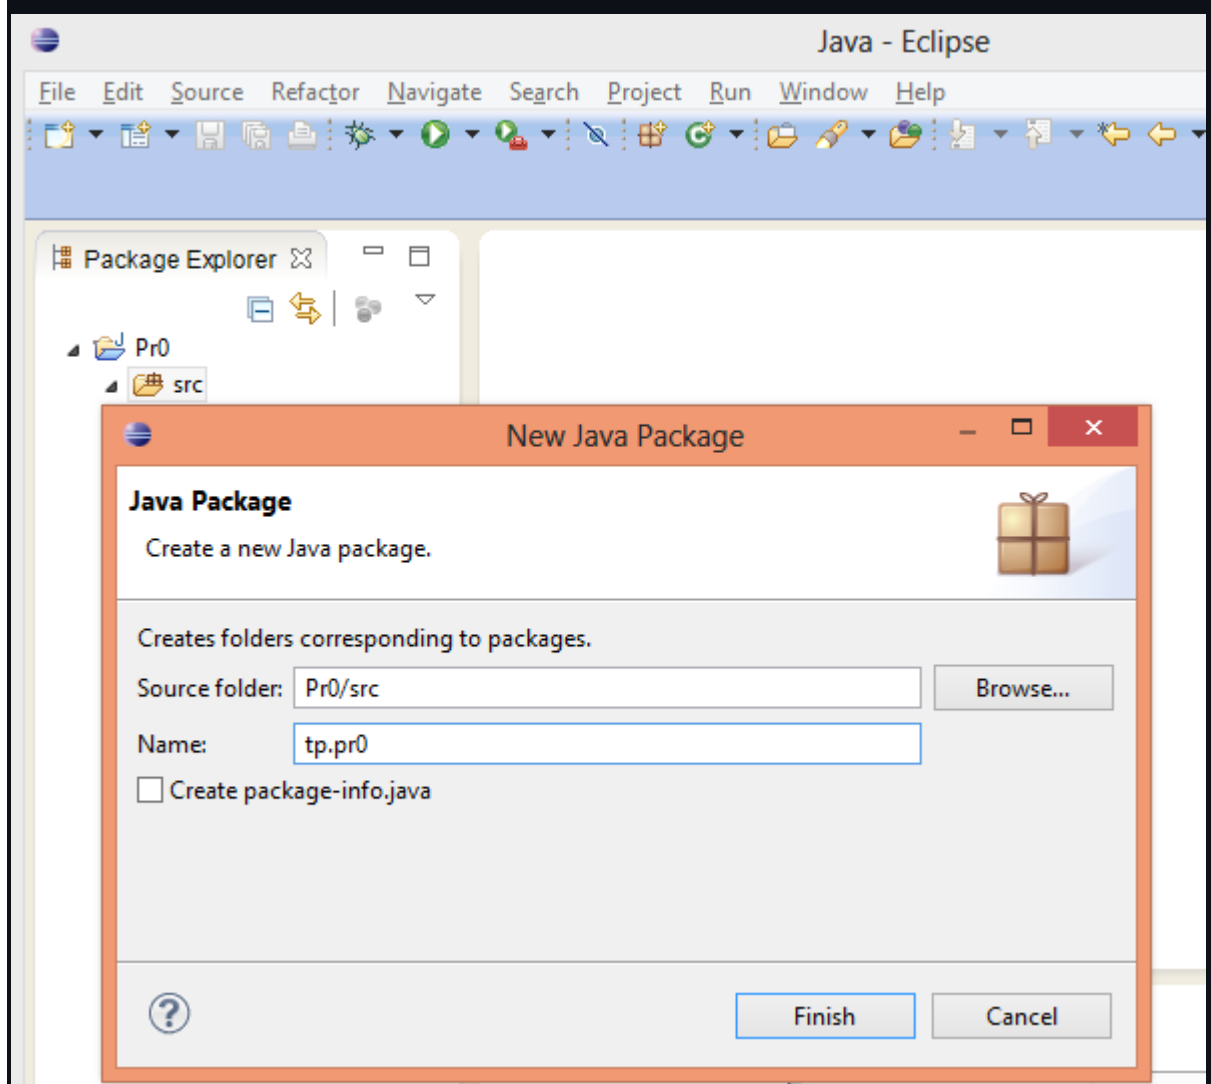 Java - Eclipse
File Edit Source Refactor Navigate Search Project Run Window Help
Package Explorer
Pr0
src
New Java Package
Java Package
Create a new Java package.
Creates folders corresponding to packages.
Source folder: Pr0/src Browse...
Name: tp.pr0
Create package-info.java
Finish Cancel